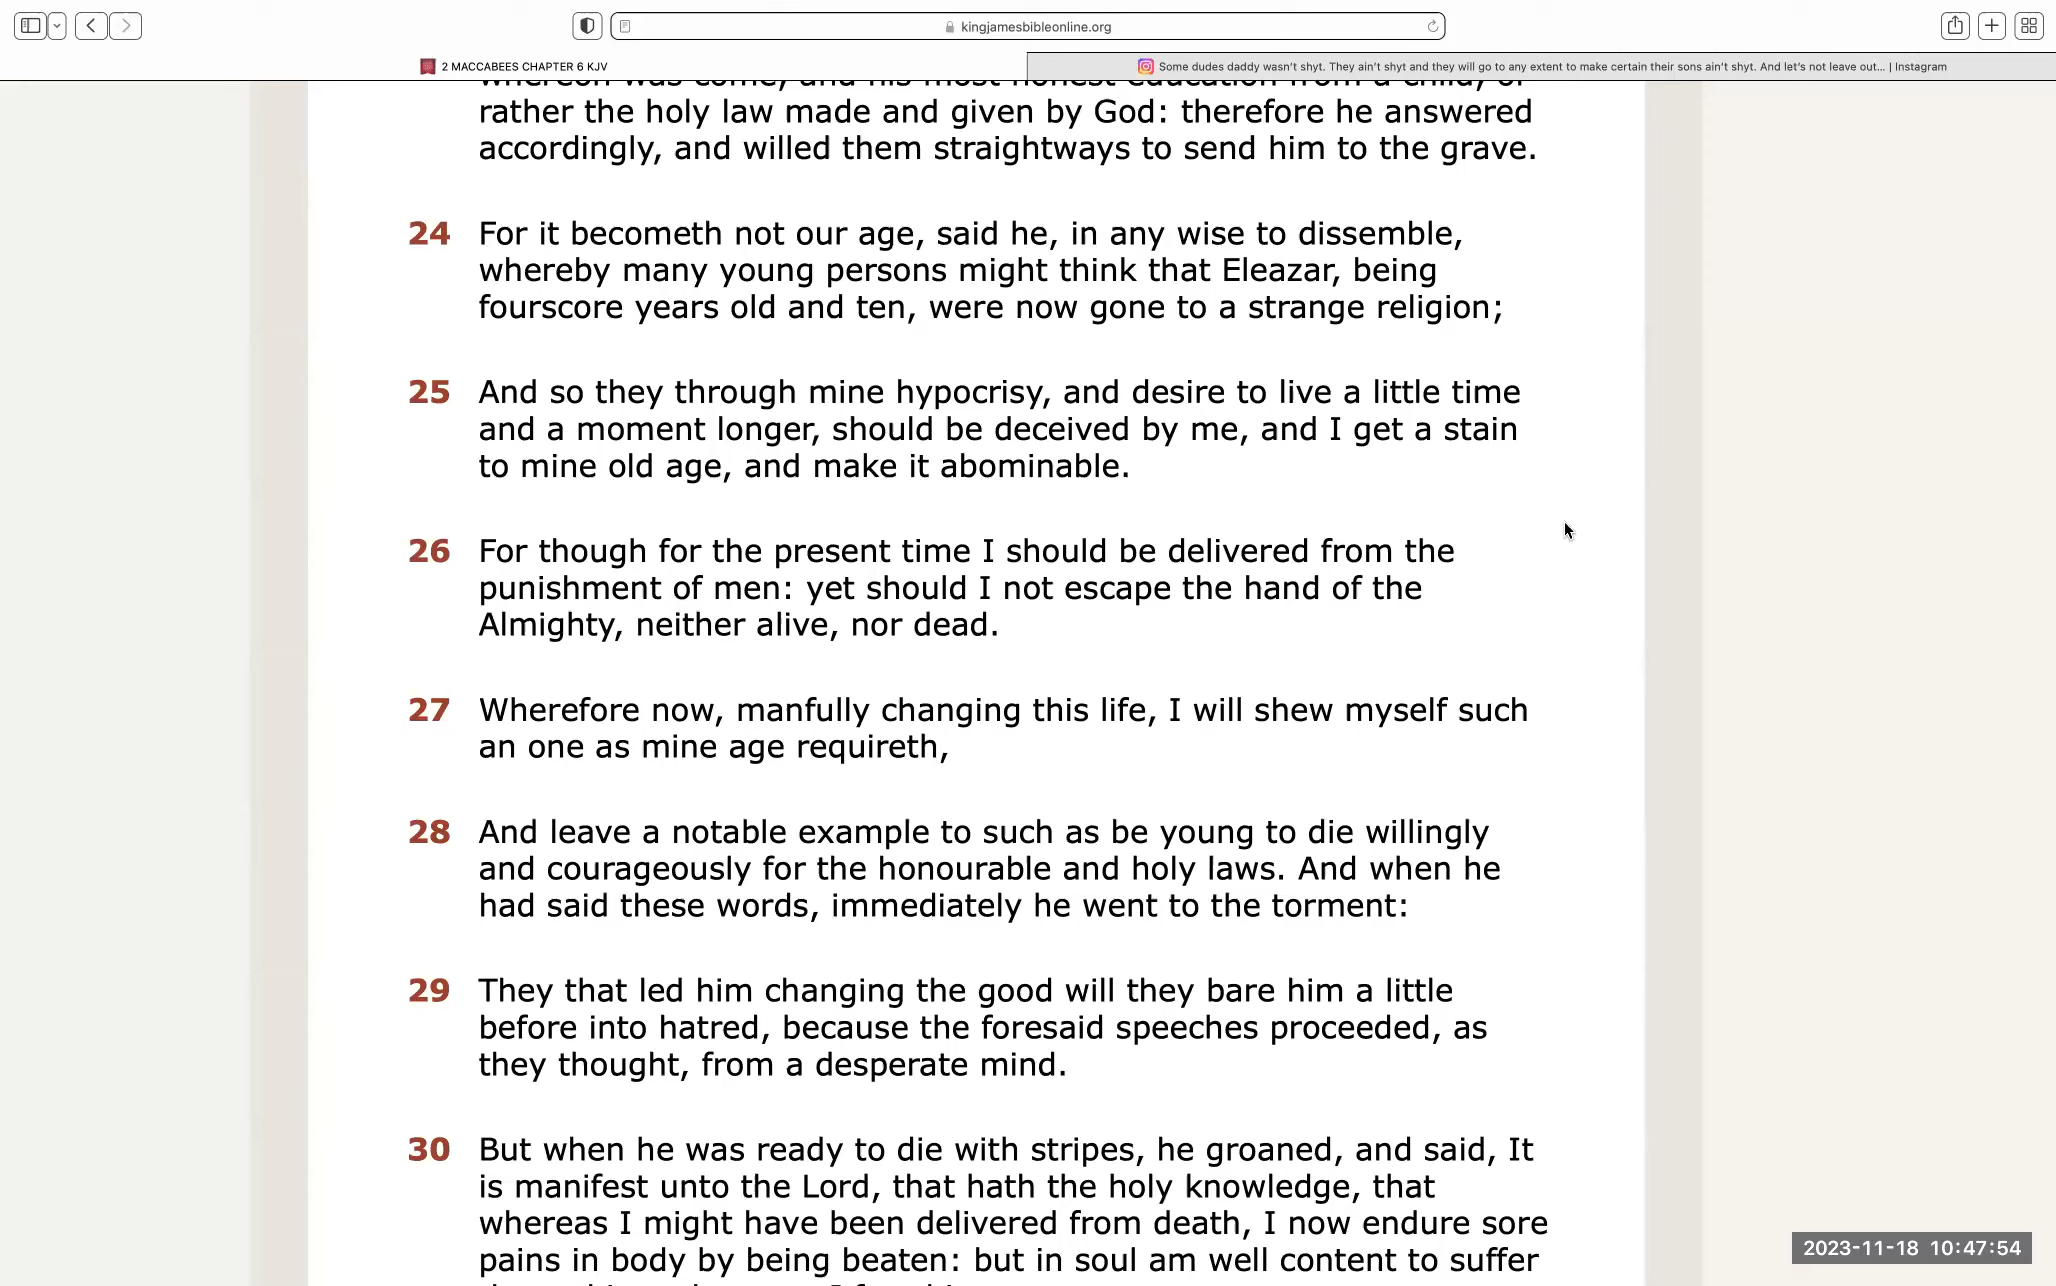 kingjamesbibleonline.org
2 MACCABEES CHAPTER 6 KJV
Some dudes daddy wasn't shyt. They ain't shyt and they will go to any extent to make certain their sons ain't shyt. And let's not leave out... | Instagram
rather the holy law made and given by God: therefore he answered
accordingly, and willed them straightways to send him to the grave.
24 For it becometh not our age, said he, in any wise to dissemble,
whereby many young persons might think that Eleazar, being
fourscore years old and ten, were now gone to a strange religion;
25 And so they through mine hypocrisy, and desire to live a little time
and a moment longer, should be deceived by me, and I get a stain
to mine old age, and make it abominable.
26 For though for the present time I should be delivered from the
punishment of men: yet should I not escape the hand of the
Almighty, neither alive, nor dead.
27 Wherefore now, manfully changing this life, I will shew myself such
an one as mine age requireth,
28 And leave a notable example to such as be young to die willingly
and courageously for the honourable and holy laws. And when he
had said these words, immediately he went to the torment:
29 They that led him changing the good will they bare him a little
before into hatred, because the foresaid speeches proceeded, as
they thought, from a desperate mind.
30 But when he was ready to die with stripes, he groaned, and said, It
is manifest unto the Lord, that hath the holy knowledge, that
whereas I might have been delivered from death, I now endure sore
pains in body by being beaten: but in soul am well content to suffer
2023-11-18 10:47:54